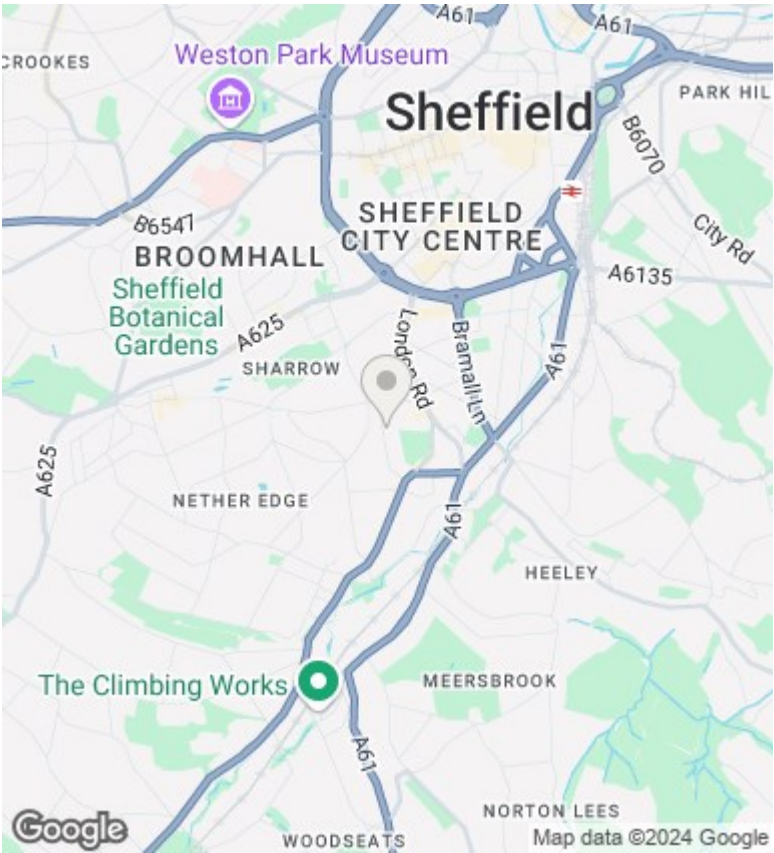 A61
A61
CROOKES
Weston Park Museum
PARK HIL
Sheffield
B6070
SHEFFIELD
CITY CENTRE
B6547
City Rd
BROOMHALL
A6135
Sheffield
Botanical
Gardens
A625
London Rd
Bramall Ln
A61
SHARROW
A625
NETHER EDGE
A61
HEELEY
The Climbing Works
MEERSBROOK
A61
NORTON LEES
WOODSEATS
Google
Map data ©2024 Google